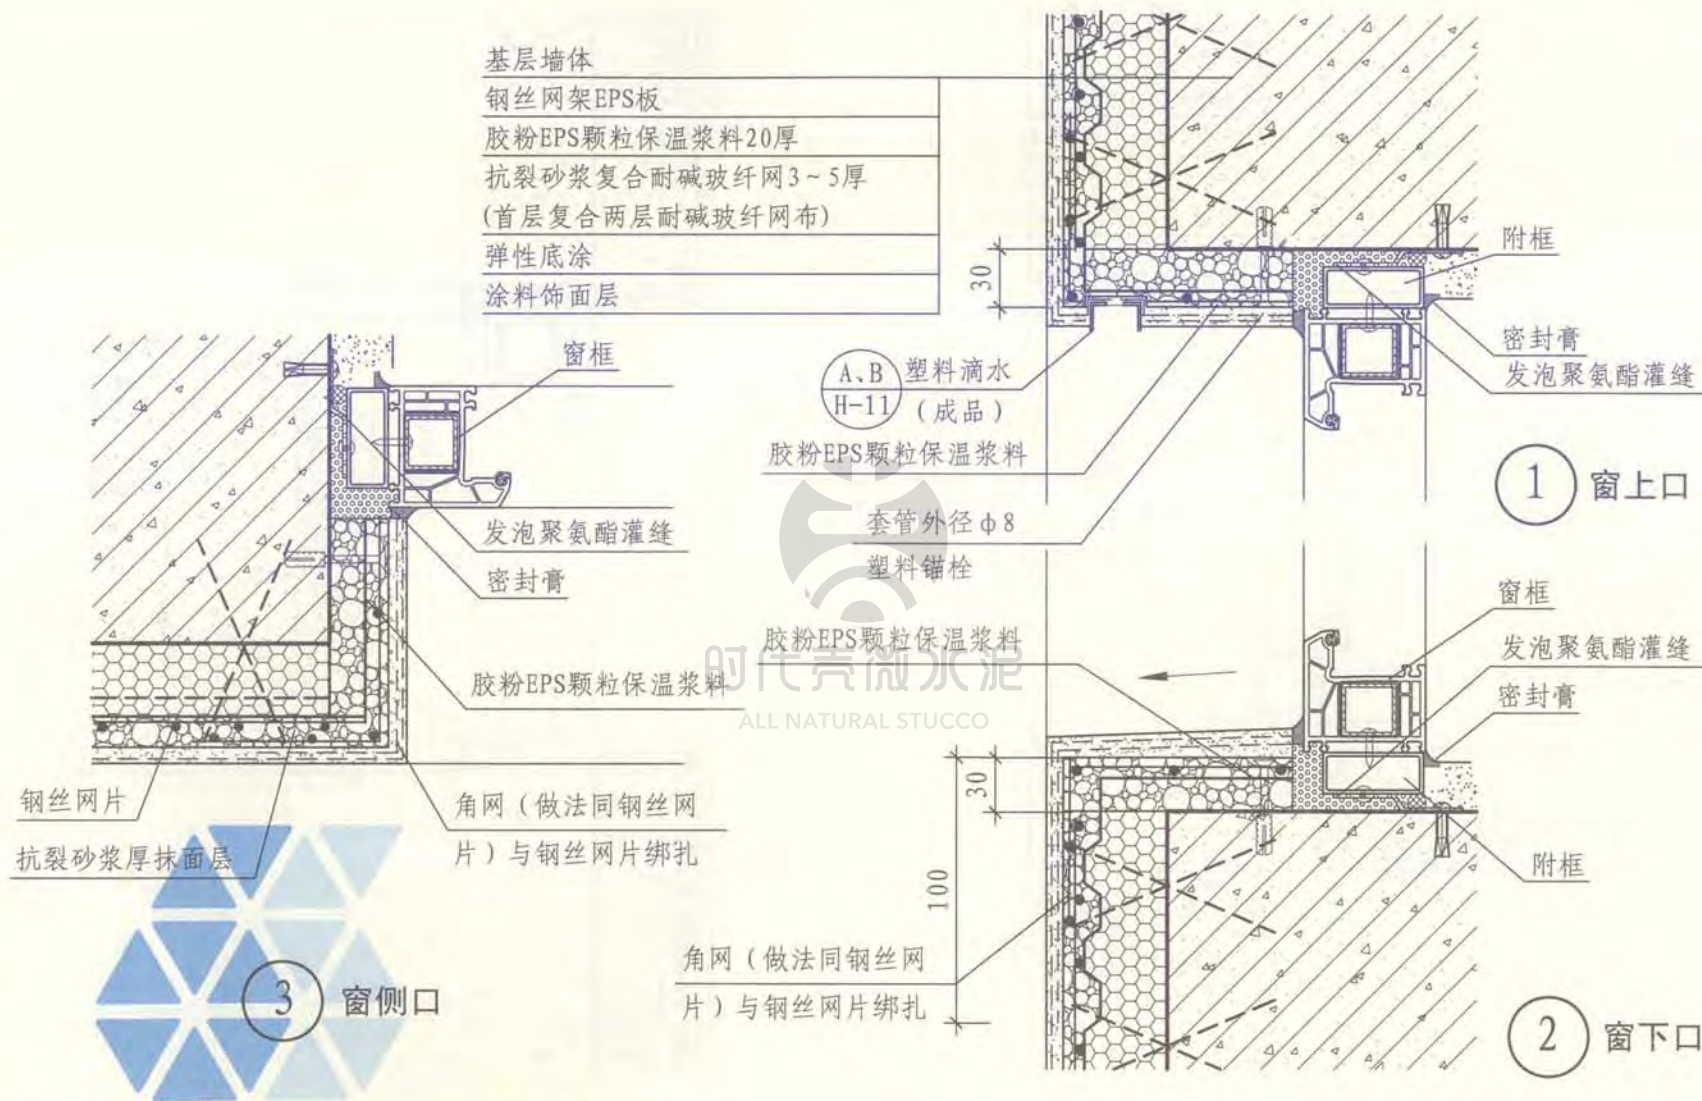 基层墙体
钢丝网架EPS板
胶粉EPS颗粒保温浆料20厚
抗裂砂浆复合耐碱玻纤网3~5厚
(首层复合两层耐碱玻纤网布)
弹性底涂
涂料饰面层
30
附框
密封膏
发泡聚氨酯灌缝
A、B
H-11
塑料滴水
(成品)
胶粉EPS颗粒保温浆料
套管外径φ8
塑料锚栓
1 窗上口
窗框
发泡聚氨酯灌缝
密封膏
胶粉EPS颗粒保温浆料
钢丝网片
抗裂砂浆厚抹面层
角网（做法同钢丝网
片）与钢丝网片绑扎
3 窗侧口
时代壳微水泥
ALL NATURAL STUCCO
胶粉EPS颗粒保温浆料
窗框
发泡聚氨酯灌缝
密封膏
30
100
附框
角网（做法同钢丝网
片）与钢丝网片绑扎
2 窗下口